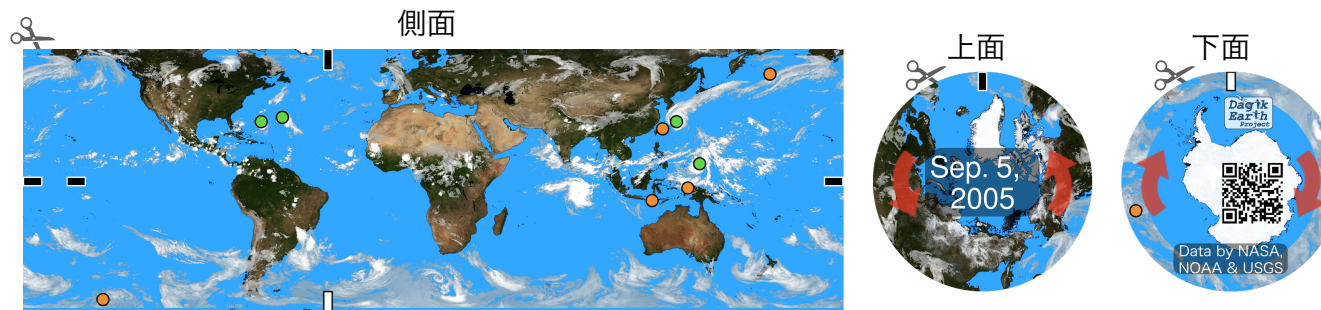 側面
上面
Sep. 5,
2005
下面
Dagik
Earth
Project
Data by NASA,
NOAA & USGS